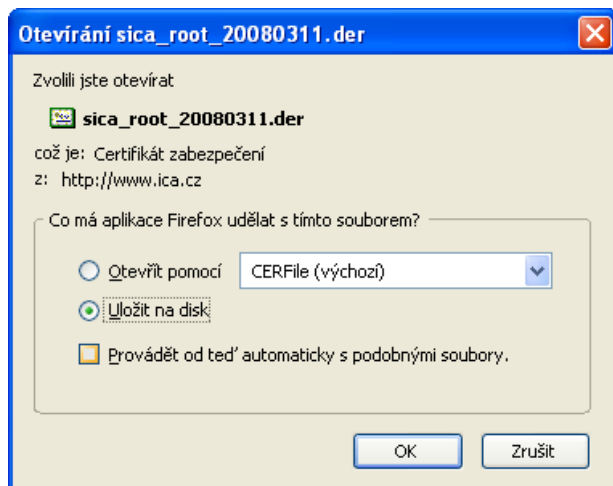 Otevírání sica_root_20080311.der
Zvolili jste otevírat
sica_root_20080311.der
což je: Certifikát zabezpečení
z: http://www.ica.cz
Co má aplikace Firefox udělat s tímto souborem?
Otevřít pomocí CERFile (výchozí)
Uložit na disk
Provádět od teď automaticky s podobnými soubory.
OK Zrušit